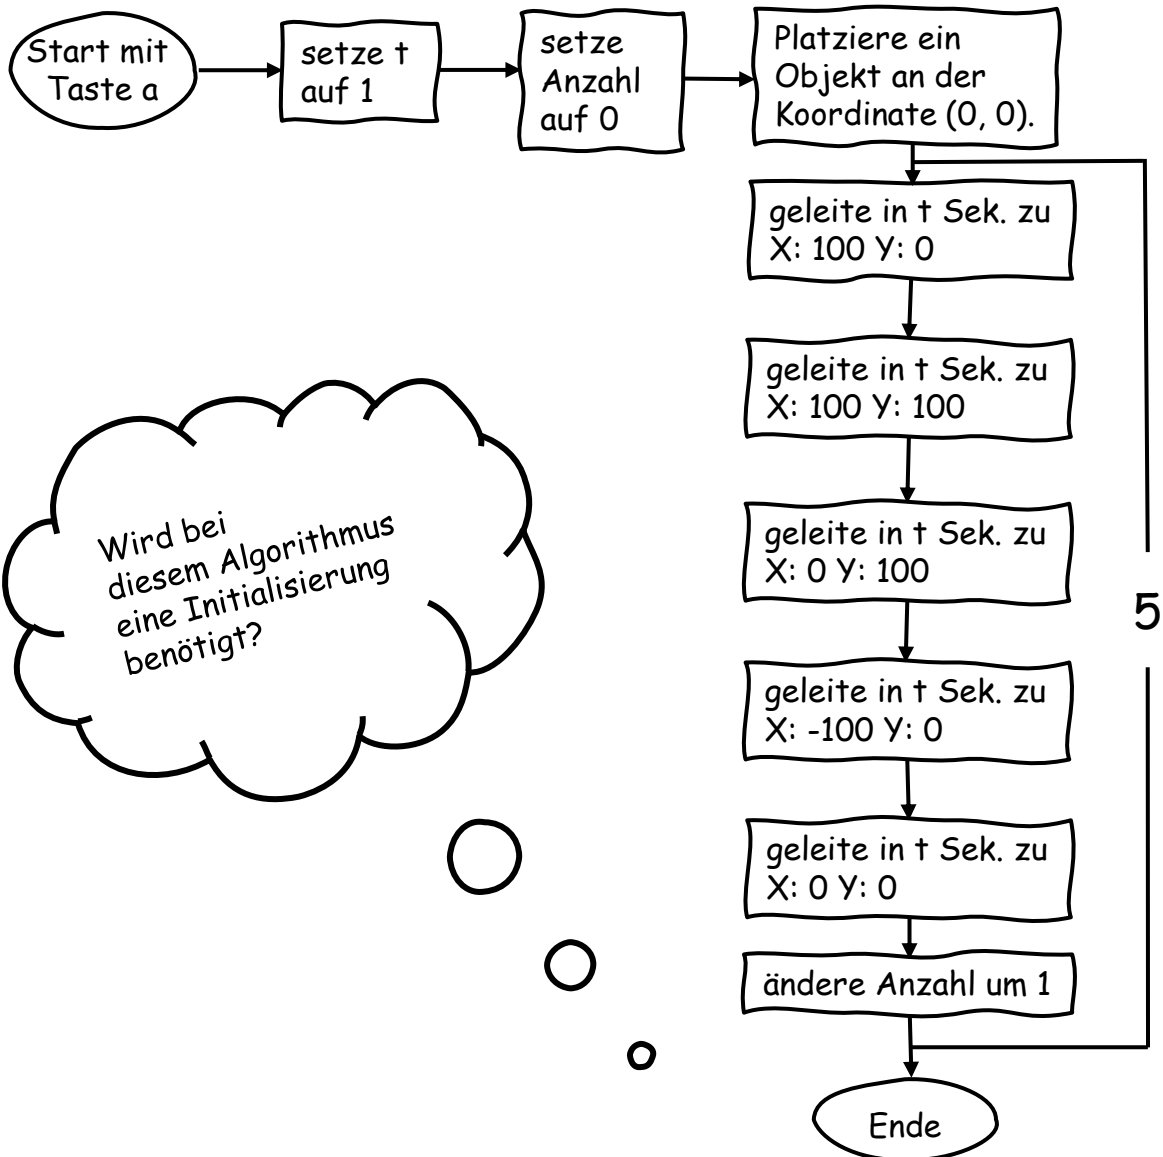 Start mit
Taste a
setze t
auf 1
setze
Anzahl
auf 0
Platziere ein
Objekt an der
Koordinate (0, 0).
geleite in t Sek. zu
X: 100 Y: 0
geleite in t Sek. zu
X: 100 Y: 100
geleite in t Sek. zu
X: 0 Y: 100
geleite in t Sek. zu
X: -100 Y: 0
geleite in t Sek. zu
X: 0 Y: 0
ändere Anzahl um 1
Ende
5
Wird bei
diesem Algorithmus
eine Initialisierung
benötigt?